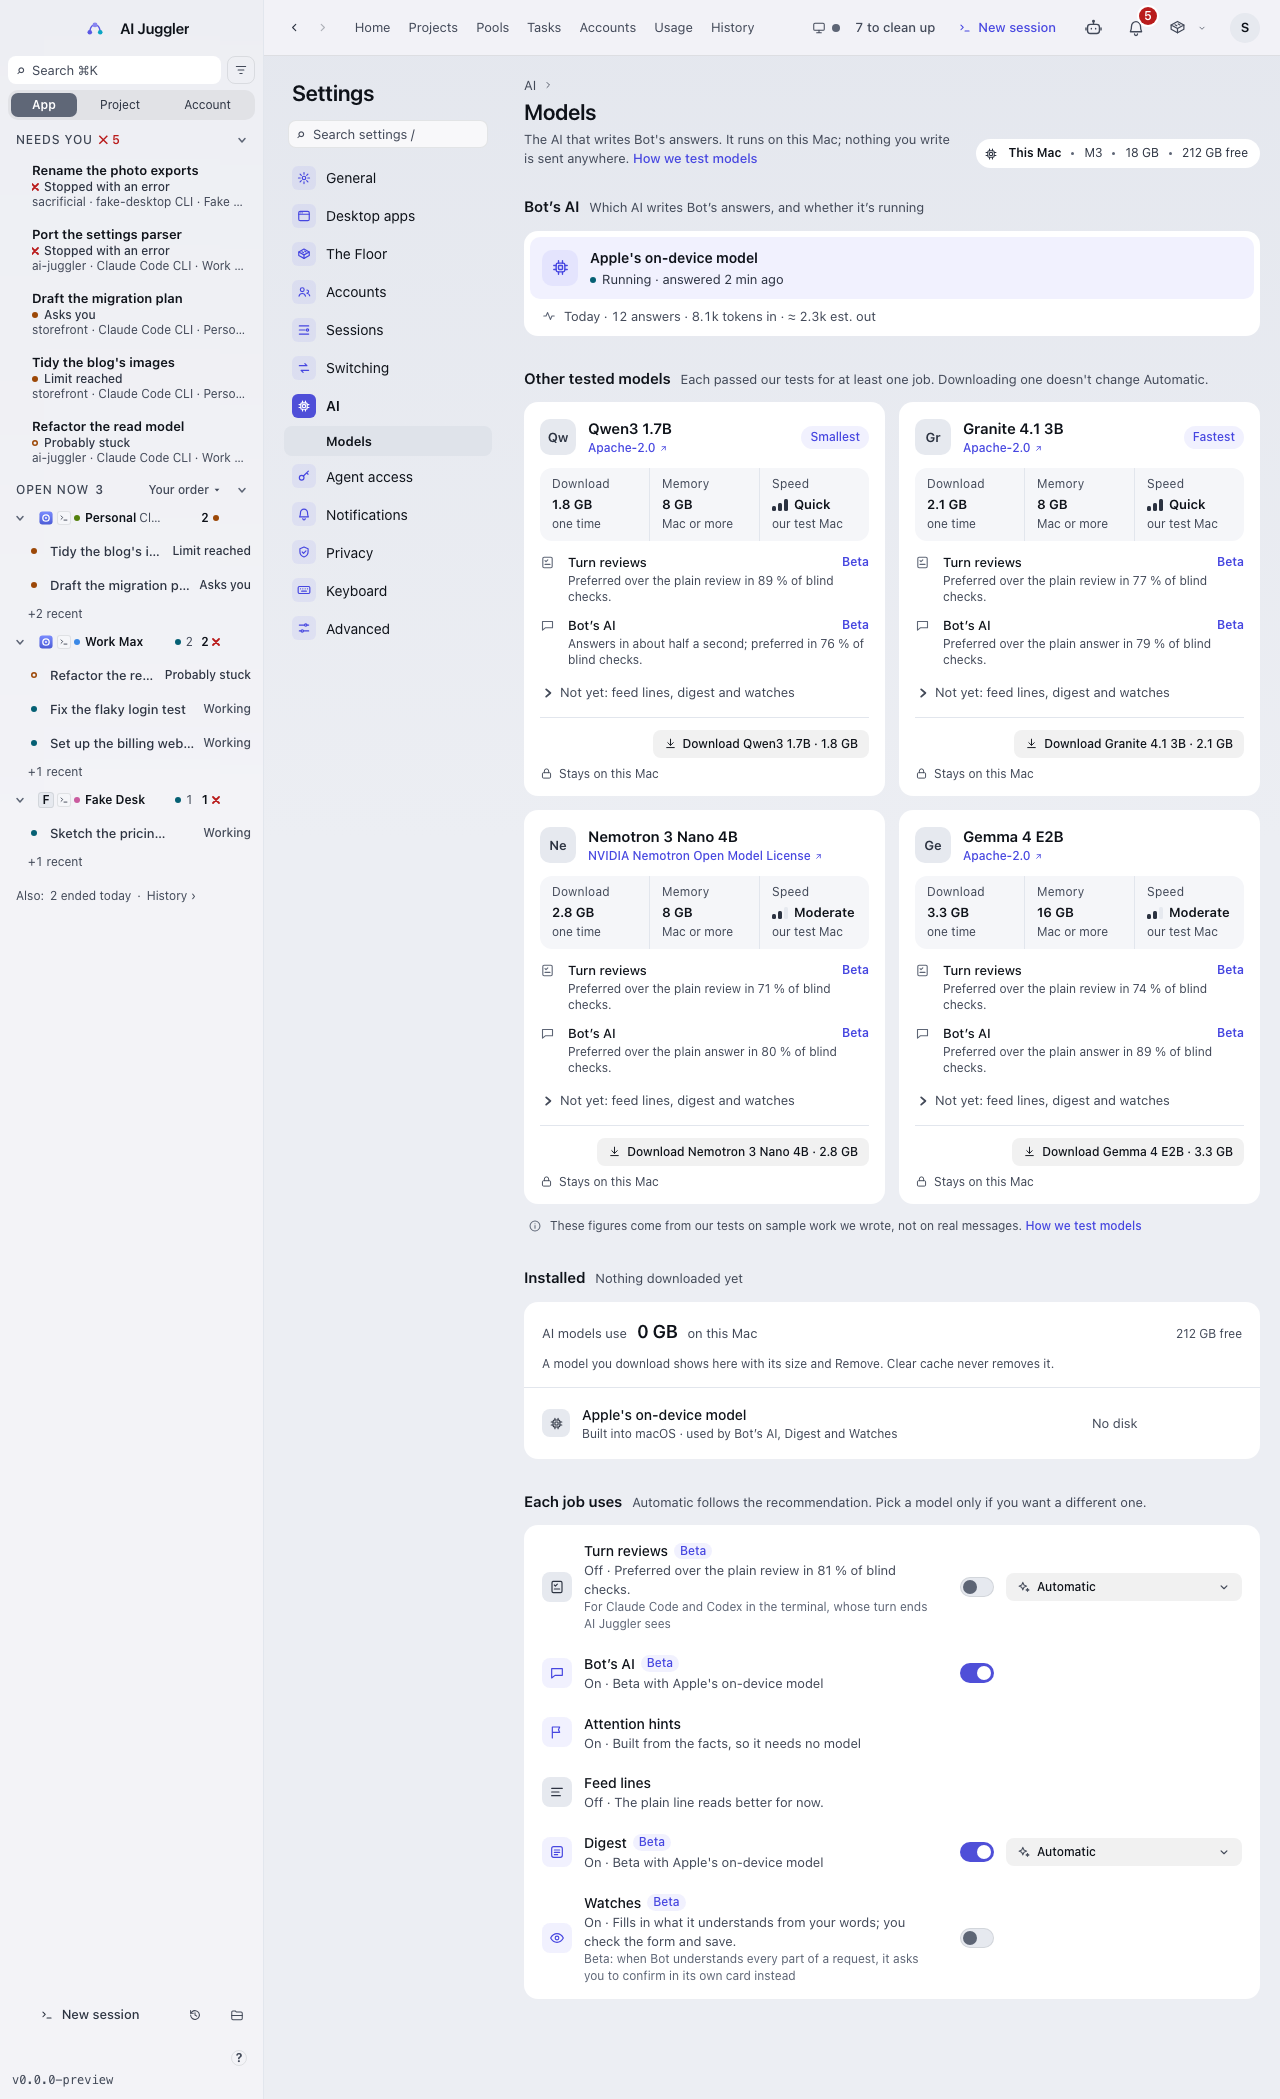 AI Juggler
Search ⌘K
App Project Account
NEEDS YOU 5
Rename the photo exports
Stopped with an error
sacrificial · fake-desktop CLI · Fake ...
Port the settings parser
Stopped with an error
ai-juggler · Claude Code CLI · Work ...
Draft the migration plan
Asks you
storefront · Claude Code CLI · Perso...
Tidy the blog's images
Limit reached
storefront · Claude Code CLI · Perso...
Refactor the read model
Probably stuck
ai-juggler · Claude Code CLI · Work ...
OPEN NOW 3 Your order
Personal Cl... 2
Tidy the blog's i... Limit reached
Draft the migration p... Asks you
+2 recent
Work Max 2 2
Refactor the re... Probably stuck
Fix the flaky login test Working
Set up the billing web... Working
+1 recent
F Fake Desk 1 1
Sketch the pricin... Working
+1 recent
Also: 2 ended today · History ›
New session
?
v0.0.0-preview
Home Projects Pools Tasks Accounts Usage History
7 to clean up
New session
5
S
Settings
Search settings /
General
Desktop apps
The Floor
Accounts
Sessions
Switching
AI
Models
Agent access
Notifications
Privacy
Keyboard
Advanced
AI ›
Models
The AI that writes Bot's answers. It runs on this Mac; nothing you write
is sent anywhere. How we test models
This Mac • M3 • 18 GB • 212 GB free
Bot's AI Which AI writes Bot's answers, and whether it's running
Apple's on-device model
Running · answered 2 min ago
Today · 12 answers · 8.1k tokens in · ≈ 2.3k est. out
Other tested models Each passed our tests for at least one job. Downloading one doesn't change Automatic.
Qw Qwen3 1.7B
Apache-2.0 ↗
Smallest
Download Memory Speed
1.8 GB 8 GB Quick
one time Mac or more our test Mac
Turn reviews Beta
Preferred over the plain review in 89 % of blind
checks.
Bot's AI Beta
Answers in about half a second; preferred in 76 % of
blind checks.
Not yet: feed lines, digest and watches
Download Qwen3 1.7B · 1.8 GB
Stays on this Mac
Gr Granite 4.1 3B
Apache-2.0 ↗
Fastest
Download Memory Speed
2.1 GB 8 GB Quick
one time Mac or more our test Mac
Turn reviews Beta
Preferred over the plain review in 77 % of blind
checks.
Bot's AI Beta
Preferred over the plain answer in 79 % of blind
checks.
Not yet: feed lines, digest and watches
Download Granite 4.1 3B · 2.1 GB
Stays on this Mac
Ne Nemotron 3 Nano 4B
NVIDIA Nemotron Open Model License ↗
Download Memory Speed
2.8 GB 8 GB Moderate
one time Mac or more our test Mac
Turn reviews Beta
Preferred over the plain review in 71 % of blind
checks.
Bot's AI Beta
Preferred over the plain answer in 80 % of blind
checks.
Not yet: feed lines, digest and watches
Download Nemotron 3 Nano 4B · 2.8 GB
Stays on this Mac
Ge Gemma 4 E2B
Apache-2.0 ↗
Download Memory Speed
3.3 GB 16 GB Moderate
one time Mac or more our test Mac
Turn reviews Beta
Preferred over the plain review in 74 % of blind
checks.
Bot's AI Beta
Preferred over the plain answer in 89 % of blind
checks.
Not yet: feed lines, digest and watches
Download Gemma 4 E2B · 3.3 GB
Stays on this Mac
These figures come from our tests on sample work we wrote, not on real messages. How we test models
Installed Nothing downloaded yet
AI models use 0 GB on this Mac 212 GB free
A model you download shows here with its size and Remove. Clear cache never removes it.
Apple's on-device model
Built into macOS · used by Bot's AI, Digest and Watches
No disk
Each job uses Automatic follows the recommendation. Pick a model only if you want a different one.
Turn reviews Beta
Off · Preferred over the plain review in 81 % of blind
checks.
For Claude Code and Codex in the terminal, whose turn ends
AI Juggler sees
Automatic
Bot's AI Beta
On · Beta with Apple's on-device model
Attention hints
On · Built from the facts, so it needs no model
Feed lines
Off · The plain line reads better for now.
Digest Beta
On · Beta with Apple's on-device model
Automatic
Watches Beta
On · Fills in what it understands from your words; you
check the form and save.
Beta: when Bot understands every part of a request, it asks
you to confirm in its own card instead